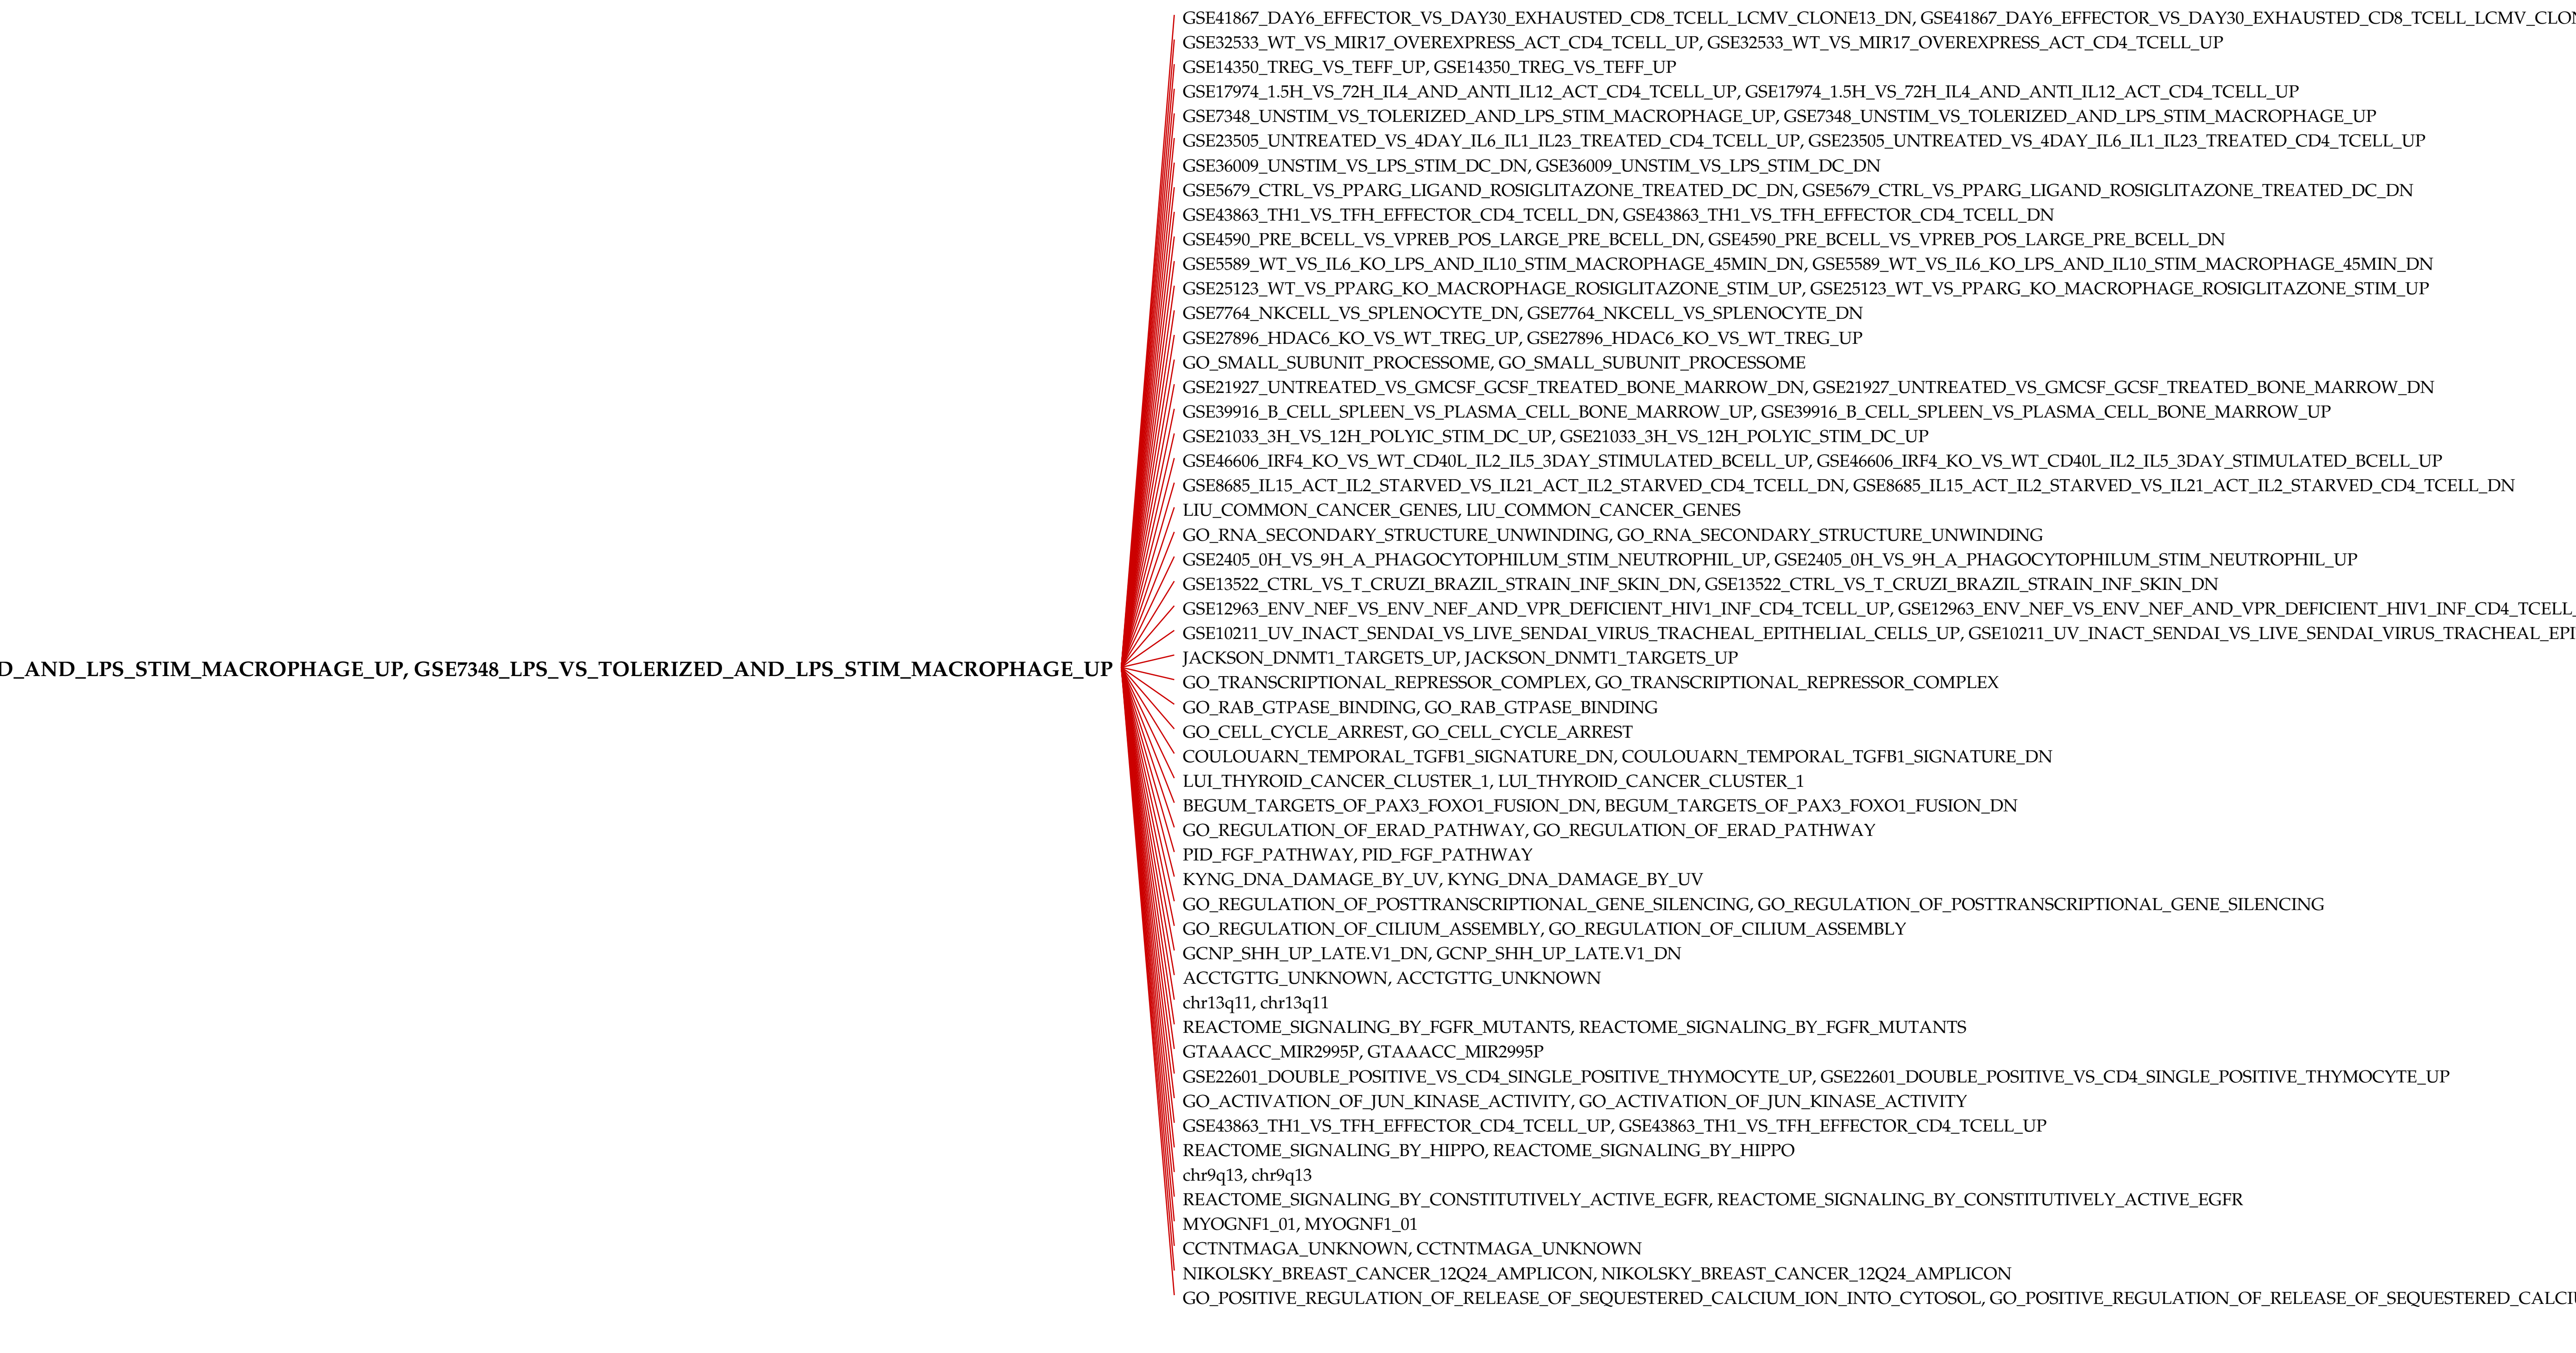 GSE41867_DAY6_EFFECTOR_VS_DAY30_EXHAUSTED_CD8_TCELL_LCMV_CLONE13_DN, GSE41867_DAY6_EFFECTOR_VS_DAY30_EXHAUSTED_CD8_TCELL_LCMV_CLON
GSE32533_WT_VS_MIR17_OVEREXPRESS_ACT_CD4_TCELL_UP, GSE32533_WT_VS_MIR17_OVEREXPRESS_ACT_CD4_TCELL_UP
GSE14350_TREG_VS_TEFF_UP, GSE14350_TREG_VS_TEFF_UP
GSE17974_1.5H_VS_72H_IL4_AND_ANTI_IL12_ACT_CD4_TCELL_UP, GSE17974_1.5H_VS_72H_IL4_AND_ANTI_IL12_ACT_CD4_TCELL_UP
GSE7348_UNSTIM_VS_TOLERIZED_AND_LPS_STIM_MACROPHAGE_UP, GSE7348_UNSTIM_VS_TOLERIZED_AND_LPS_STIM_MACROPHAGE_UP
GSE23505_UNTREATED_VS_4DAY_IL6_IL1_IL23_TREATED_CD4_TCELL_UP, GSE23505_UNTREATED_VS_4DAY_IL6_IL1_IL23_TREATED_CD4_TCELL_UP
GSE36009_UNSTIM_VS_LPS_STIM_DC_DN, GSE36009_UNSTIM_VS_LPS_STIM_DC_DN
GSE5679_CTRL_VS_PPARG_LIGAND_ROSIGLITAZONE_TREATED_DC_DN, GSE5679_CTRL_VS_PPARG_LIGAND_ROSIGLITAZONE_TREATED_DC_DN
GSE43863_TH1_VS_TFH_EFFECTOR_CD4_TCELL_DN, GSE43863_TH1_VS_TFH_EFFECTOR_CD4_TCELL_DN
GSE4590_PRE_BCELL_VS_VPREB_POS_LARGE_PRE_BCELL_DN, GSE4590_PRE_BCELL_VS_VPREB_POS_LARGE_PRE_BCELL_DN
GSE5589_WT_VS_IL6_KO_LPS_AND_IL10_STIM_MACROPHAGE_45MIN_DN, GSE5589_WT_VS_IL6_KO_LPS_AND_IL10_STIM_MACROPHAGE_45MIN_DN
GSE25123_WT_VS_PPARG_KO_MACROPHAGE_ROSIGLITAZONE_STIM_UP, GSE25123_WT_VS_PPARG_KO_MACROPHAGE_ROSIGLITAZONE_STIM_UP
GSE7764_NKCELL_VS_SPLENOCYTE_DN, GSE7764_NKCELL_VS_SPLENOCYTE_DN
GSE27896_HDAC6_KO_VS_WT_TREG_UP, GSE27896_HDAC6_KO_VS_WT_TREG_UP
GO_SMALL_SUBUNIT_PROCESSOME, GO_SMALL_SUBUNIT_PROCESSOME
GSE21927_UNTREATED_VS_GMCSF_GCSF_TREATED_BONE_MARROW_DN, GSE21927_UNTREATED_VS_GMCSF_GCSF_TREATED_BONE_MARROW_DN
GSE39916_B_CELL_SPLEEN_VS_PLASMA_CELL_BONE_MARROW_UP, GSE39916_B_CELL_SPLEEN_VS_PLASMA_CELL_BONE_MARROW_UP
GSE21033_3H_VS_12H_POLYIC_STIM_DC_UP, GSE21033_3H_VS_12H_POLYIC_STIM_DC_UP
GSE46606_IRF4_KO_VS_WT_CD40L_IL2_IL5_3DAY_STIMULATED_BCELL_UP, GSE46606_IRF4_KO_VS_WT_CD40L_IL2_IL5_3DAY_STIMULATED_BCELL_UP
GSE8685_IL15_ACT_IL2_STARVED_VS_IL21_ACT_IL2_STARVED_CD4_TCELL_DN, GSE8685_IL15_ACT_IL2_STARVED_VS_IL21_ACT_IL2_STARVED_CD4_TCELL_DN
LIU_COMMON_CANCER_GENES, LIU_COMMON_CANCER_GENES
GO_RNA_SECONDARY_STRUCTURE_UNWINDING, GO_RNA_SECONDARY_STRUCTURE_UNWINDING
GSE2405_0H_VS_9H_A_PHAGOCYTOPHILUM_STIM_NEUTROPHIL_UP, GSE2405_0H_VS_9H_A_PHAGOCYTOPHILUM_STIM_NEUTROPHIL_UP
GSE13522_CTRL_VS_T_CRUZI_BRAZIL_STRAIN_INF_SKIN_DN, GSE13522_CTRL_VS_T_CRUZI_BRAZIL_STRAIN_INF_SKIN_DN
GSE12963_ENV_NEF_VS_ENV_NEF_AND_VPR_DEFICIENT_HIV1_INF_CD4_TCELL_UP, GSE12963_ENV_NEF_VS_ENV_NEF_AND_VPR_DEFICIENT_HIV1_INF_CD4_TCELL_
GSE10211_UV_INACT_SENDAI_VS_LIVE_SENDAI_VIRUS_TRACHEAL_EPITHELIAL_CELLS_UP, GSE10211_UV_INACT_SENDAI_VS_LIVE_SENDAI_VIRUS_TRACHEAL_EPI
JACKSON_DNMT1_TARGETS_UP, JACKSON_DNMT1_TARGETS_UP
D_AND_LPS_STIM_MACROPHAGE_UP, GSE7348_LPS_VS_TOLERIZED_AND_LPS_STIM_MACROPHAGE_UP
GO_TRANSCRIPTIONAL_REPRESSOR_COMPLEX, GO_TRANSCRIPTIONAL_REPRESSOR_COMPLEX
GO_RAB_GTPASE_BINDING, GO_RAB_GTPASE_BINDING
GO_CELL_CYCLE_ARREST, GO_CELL_CYCLE_ARREST
COULOUARN_TEMPORAL_TGFB1_SIGNATURE_DN, COULOUARN_TEMPORAL_TGFB1_SIGNATURE_DN
LUI_THYROID_CANCER_CLUSTER_1, LUI_THYROID_CANCER_CLUSTER_1
BEGUM_TARGETS_OF_PAX3_FOXO1_FUSION_DN, BEGUM_TARGETS_OF_PAX3_FOXO1_FUSION_DN
GO_REGULATION_OF_ERAD_PATHWAY, GO_REGULATION_OF_ERAD_PATHWAY
PID_FGF_PATHWAY, PID_FGF_PATHWAY
KYNG_DNA_DAMAGE_BY_UV, KYNG_DNA_DAMAGE_BY_UV
GO_REGULATION_OF_POSTTRANSCRIPTIONAL_GENE_SILENCING, GO_REGULATION_OF_POSTTRANSCRIPTIONAL_GENE_SILENCING
GO_REGULATION_OF_CILIUM_ASSEMBLY, GO_REGULATION_OF_CILIUM_ASSEMBLY
GCNP_SHH_UP_LATE.V1_DN, GCNP_SHH_UP_LATE.V1_DN
ACCTGTTG_UNKNOWN, ACCTGTTG_UNKNOWN
chr13q11, chr13q11
REACTOME_SIGNALING_BY_FGFR_MUTANTS, REACTOME_SIGNALING_BY_FGFR_MUTANTS
GTAAACC_MIR2995P, GTAAACC_MIR2995P
GSE22601_DOUBLE_POSITIVE_VS_CD4_SINGLE_POSITIVE_THYMOCYTE_UP, GSE22601_DOUBLE_POSITIVE_VS_CD4_SINGLE_POSITIVE_THYMOCYTE_UP
GO_ACTIVATION_OF_JUN_KINASE_ACTIVITY, GO_ACTIVATION_OF_JUN_KINASE_ACTIVITY
GSE43863_TH1_VS_TFH_EFFECTOR_CD4_TCELL_UP, GSE43863_TH1_VS_TFH_EFFECTOR_CD4_TCELL_UP
REACTOME_SIGNALING_BY_HIPPO, REACTOME_SIGNALING_BY_HIPPO
chr9q13, chr9q13
REACTOME_SIGNALING_BY_CONSTITUTIVELY_ACTIVE_EGFR, REACTOME_SIGNALING_BY_CONSTITUTIVELY_ACTIVE_EGFR
MYOGNF1_01, MYOGNF1_01
CCTNTMAGA_UNKNOWN, CCTNTMAGA_UNKNOWN
NIKOLSKY_BREAST_CANCER_12Q24_AMPLICON, NIKOLSKY_BREAST_CANCER_12Q24_AMPLICON
GO_POSITIVE_REGULATION_OF_RELEASE_OF_SEQUESTERED_CALCIUM_ION_INTO_CYTOSOL, GO_POSITIVE_REGULATION_OF_RELEASE_OF_SEQUESTERED_CALCI